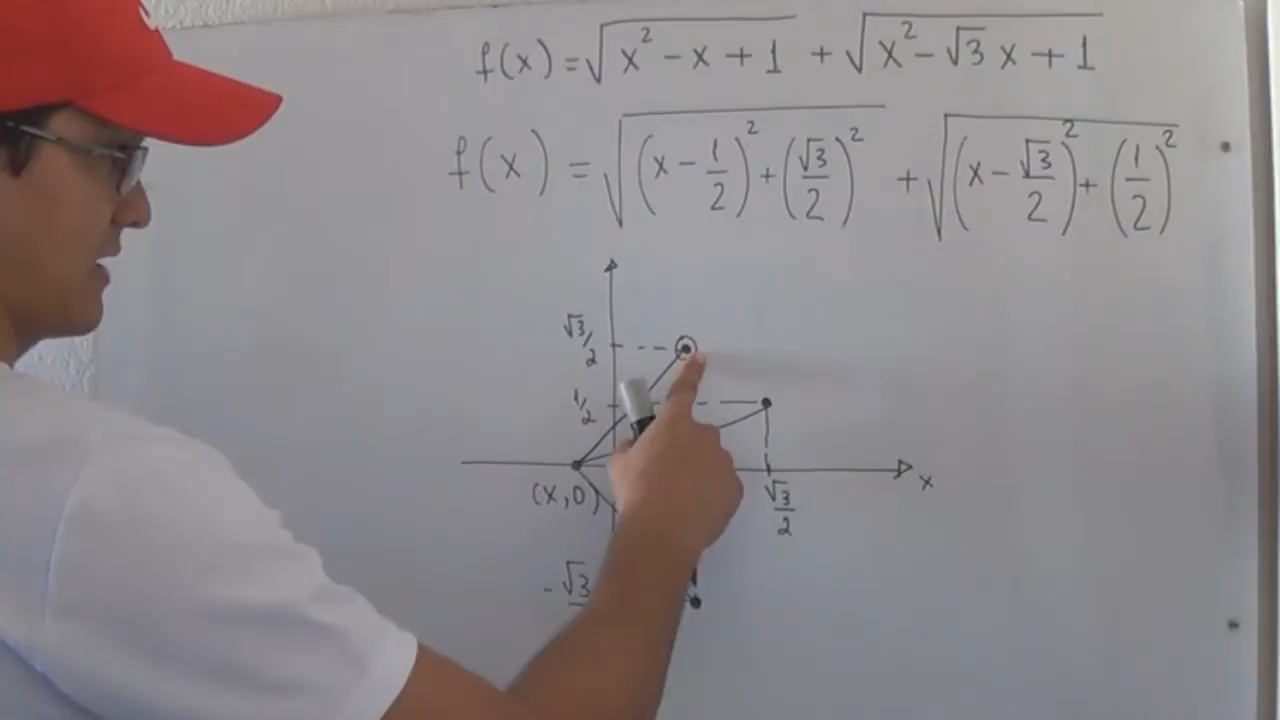 f(x) = √(x² - x + 1) + √(x² - √3 x + 1)
f(x) = √((x - 1/2)² + (√3/2)²) + √((x - √3/2)² + (1/2)²)
√3/2
1/2
(x,0)
√3/2
x
-√3